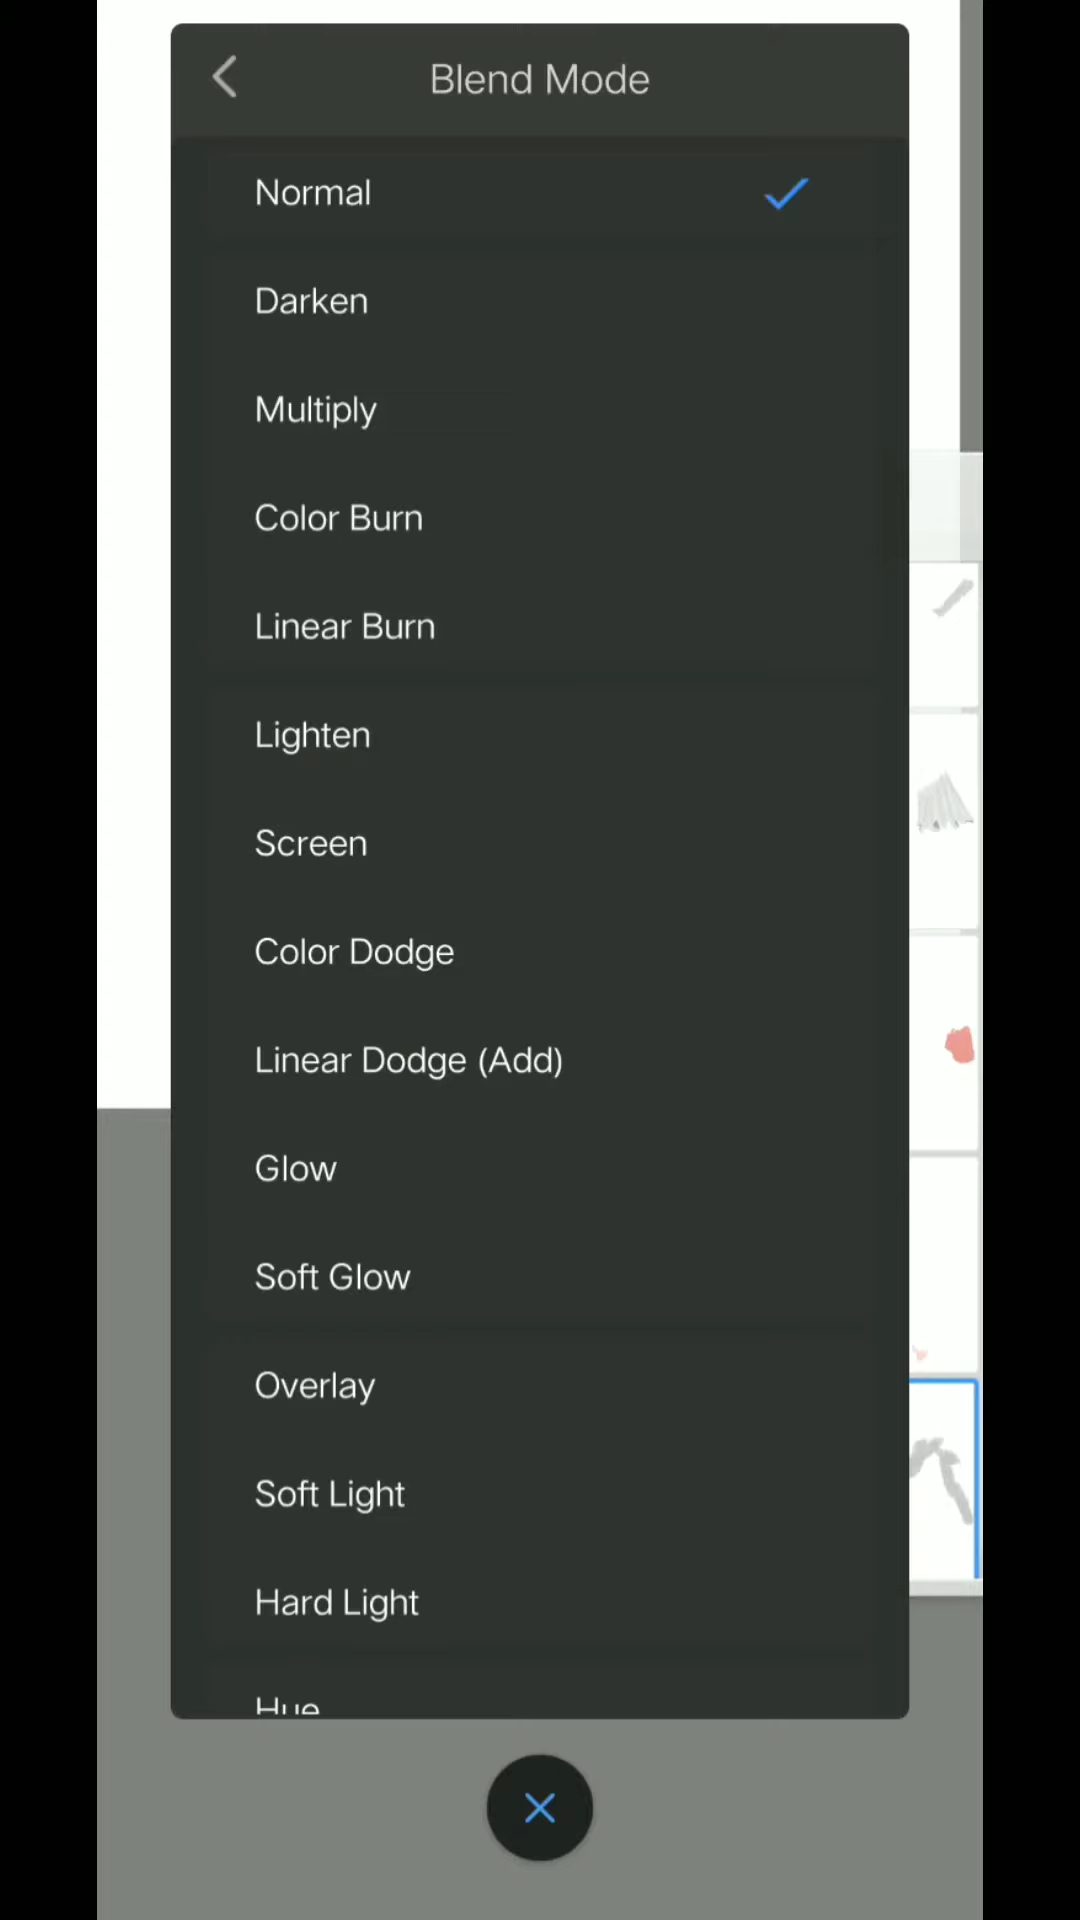 Blend Mode
Normal
Darken
Multiply
Color Burn
Linear Burn
Lighten
Screen
Color Dodge
Linear Dodge (Add)
Glow
Soft Glow
Overlay
Soft Light
Hard Light
Hue